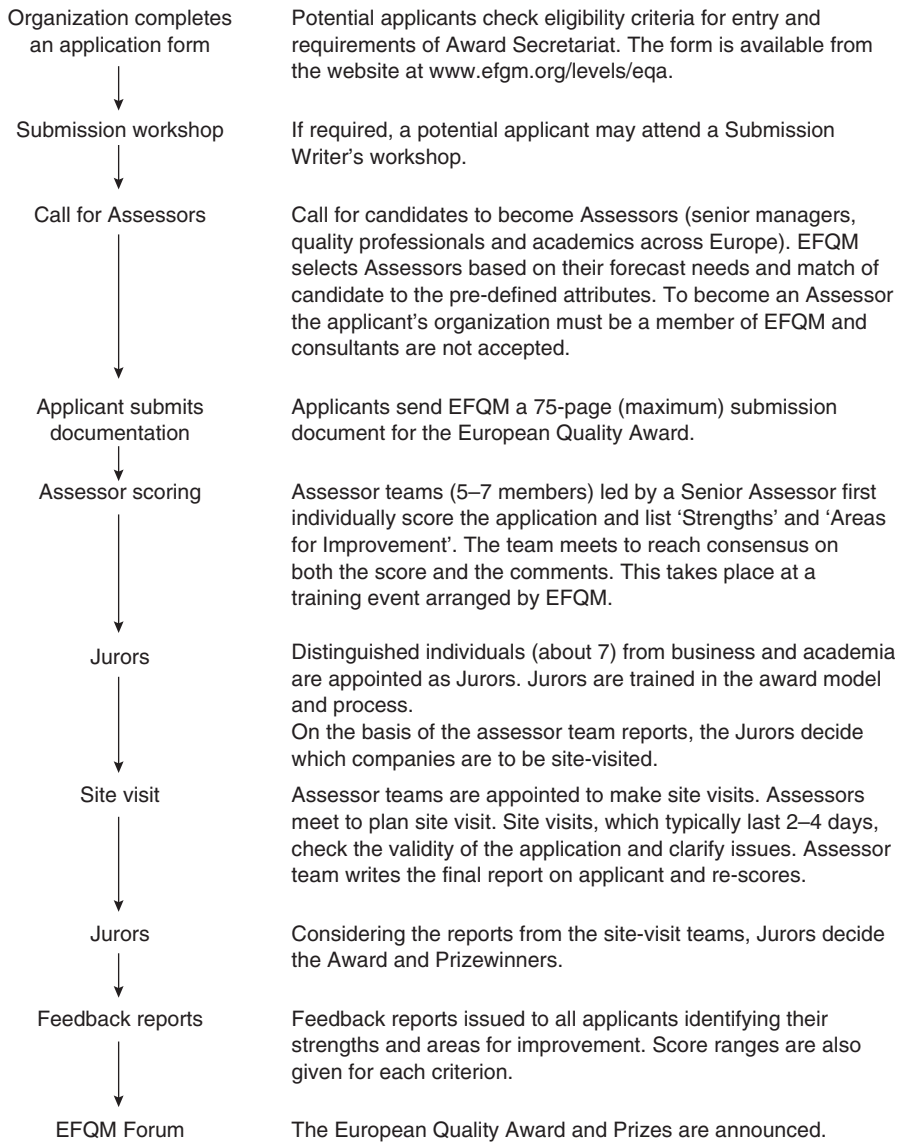 Organization completes
an application form
Potential applicants check eligibility criteria for entry and
requirements of Award Secretariat. The form is available from
the website at www.efgm.org/levels/eqa.
Submission workshop
If required, a potential applicant may attend a Submission
Writer’s workshop.
Call for Assessors
Call for candidates to become Assessors (senior managers,
quality professionals and academics across Europe). EFQM
selects Assessors based on their forecast needs and match of
candidate to the pre-defined attributes. To become an Assessor
the applicant’s organization must be a member of EFQM and
consultants are not accepted.
Applicant submits
documentation
Applicants send EFQM a 75-page (maximum) submission
document for the European Quality Award.
Assessor scoring
Assessor teams (5–7 members) led by a Senior Assessor first
individually score the application and list ‘Strengths’ and ‘Areas
for Improvement’. The team meets to reach consensus on
both the score and the comments. This takes place at a
training event arranged by EFQM.
Jurors
Distinguished individuals (about 7) from business and academia
are appointed as Jurors. Jurors are trained in the award model
and process.
On the basis of the assessor team reports, the Jurors decide
which companies are to be site-visited.
Site visit
Assessor teams are appointed to make site visits. Assessors
meet to plan site visit. Site visits, which typically last 2–4 days,
check the validity of the application and clarify issues. Assessor
team writes the final report on applicant and re-scores.
Jurors
Considering the reports from the site-visit teams, Jurors decide
the Award and Prizewinners.
Feedback reports
Feedback reports issued to all applicants identifying their
strengths and areas for improvement. Score ranges are also
given for each criterion.
EFQM Forum
The European Quality Award and Prizes are announced.